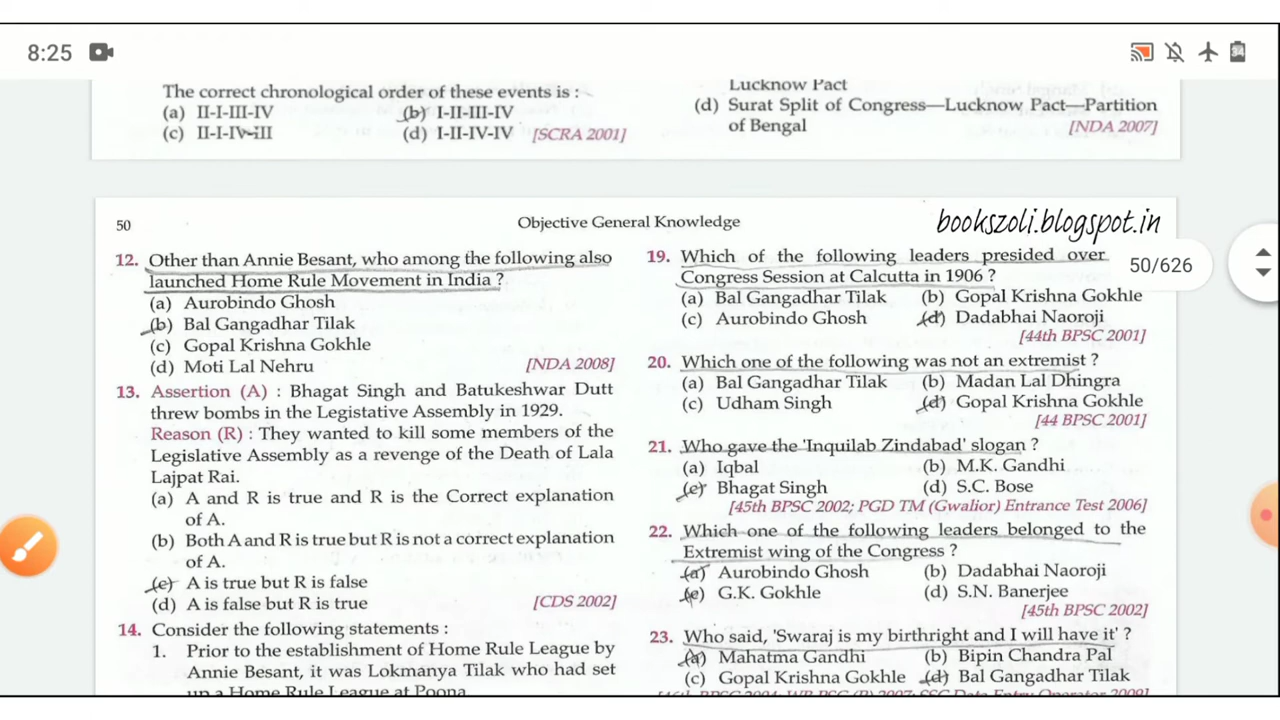 8:25
34
The correct chronological order of these events is :
(a) II-I-III-IV (b) I-II-III-IV
(c) II-I-IV-III (d) I-II-IV-IV [SCRA 2001]
Lucknow Pact
(d) Surat Split of Congress—Lucknow Pact—Partition
of Bengal
[NDA 2007]
50
Objective General Knowledge
bookszoli.blogspot.in
50/626
12. Other than Annie Besant, who among the following also
launched Home Rule Movement in India ?
(a) Aurobindo Ghosh
(b) Bal Gangadhar Tilak
(c) Gopal Krishna Gokhle
(d) Moti Lal Nehru [NDA 2008]
13. Assertion (A) : Bhagat Singh and Batukeshwar Dutt
threw bombs in the Legistative Assembly in 1929.
Reason (R) : They wanted to kill some members of the
Legislative Assembly as a revenge of the Death of Lala
Lajpat Rai.
(a) A and R is true and R is the Correct explanation
of A.
(b) Both A and R is true but R is not a correct explanation
of A.
(c) A is true but R is false
(d) A is false but R is true [CDS 2002]
14. Consider the following statements :
1. Prior to the establishment of Home Rule League by
Annie Besant, it was Lokmanya Tilak who had set
up a Home Rule League at Poona.
19. Which of the following leaders presided over
Congress Session at Calcutta in 1906 ?
(a) Bal Gangadhar Tilak (b) Gopal Krishna Gokhle
(c) Aurobindo Ghosh (d) Dadabhai Naoroji
[44th BPSC 2001]
20. Which one of the following was not an extremist ?
(a) Bal Gangadhar Tilak (b) Madan Lal Dhingra
(c) Udham Singh (d) Gopal Krishna Gokhle
[44 BPSC 2001]
21. Who gave the 'Inquilab Zindabad' slogan ?
(a) Iqbal (b) M.K. Gandhi
(c) Bhagat Singh (d) S.C. Bose
[45th BPSC 2002; PGD TM (Gwalior) Entrance Test 2006]
22. Which one of the following leaders belonged to the
Extremist wing of the Congress ?
(a) Aurobindo Ghosh (b) Dadabhai Naoroji
(c) G.K. Gokhle (d) S.N. Banerjee
[45th BPSC 2002]
23. Who said, 'Swaraj is my birthright and I will have it' ?
(a) Mahatma Gandhi (b) Bipin Chandra Pal
(c) Gopal Krishna Gokhle (d) Bal Gangadhar Tilak